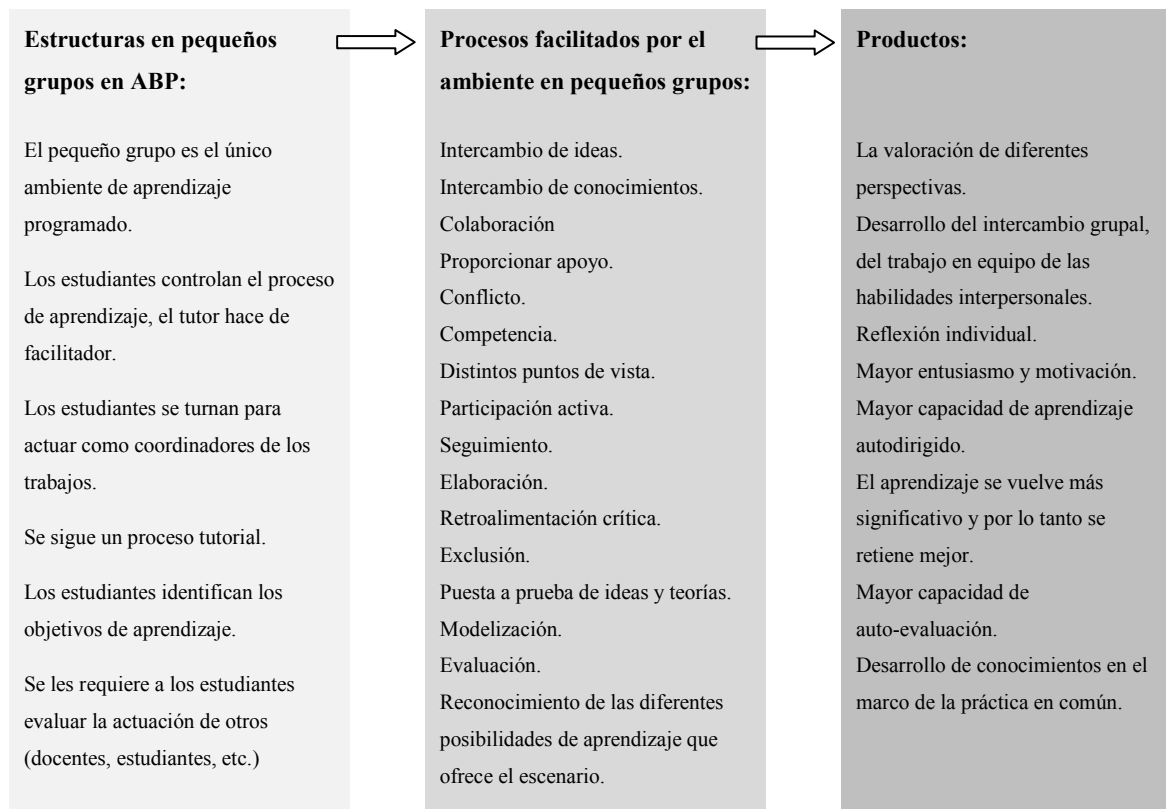 Estructuras en pequeños
grupos en ABP:
El pequeño grupo es el único
ambiente de aprendizaje
programado.
Los estudiantes controlan el proceso
de aprendizaje, el tutor hace de
facilitador.
Los estudiantes se turnan para
actuar como coordinadores de los
trabajos.
Se sigue un proceso tutorial.
Los estudiantes identifican los
objetivos de aprendizaje.
Se les requiere a los estudiantes
evaluar la actuación de otros
(docentes, estudiantes, etc.)
Procesos facilitados por el
ambiente en pequeños grupos:
Intercambio de ideas.
Intercambio de conocimientos.
Colaboración
Proporcionar apoyo.
Conflicto.
Competencia.
Distintos puntos de vista.
Participación activa.
Seguimiento.
Elaboración.
Retroalimentación crítica.
Exclusión.
Puesta a prueba de ideas y teorías.
Modelización.
Evaluación.
Reconocimiento de las diferentes
posibilidades de aprendizaje que
ofrece el escenario.
Productos:
La valoración de diferentes
perspectivas.
Desarrollo del intercambio grupal,
del trabajo en equipo de las
habilidades interpersonales.
Reflexión individual.
Mayor entusiasmo y motivación.
Mayor capacidad de aprendizaje
autodirigido.
El aprendizaje se vuelve más
significativo y por lo tanto se
retiene mejor.
Mayor capacidad de
auto-evaluación.
Desarrollo de conocimientos en el
marco de la práctica en común.